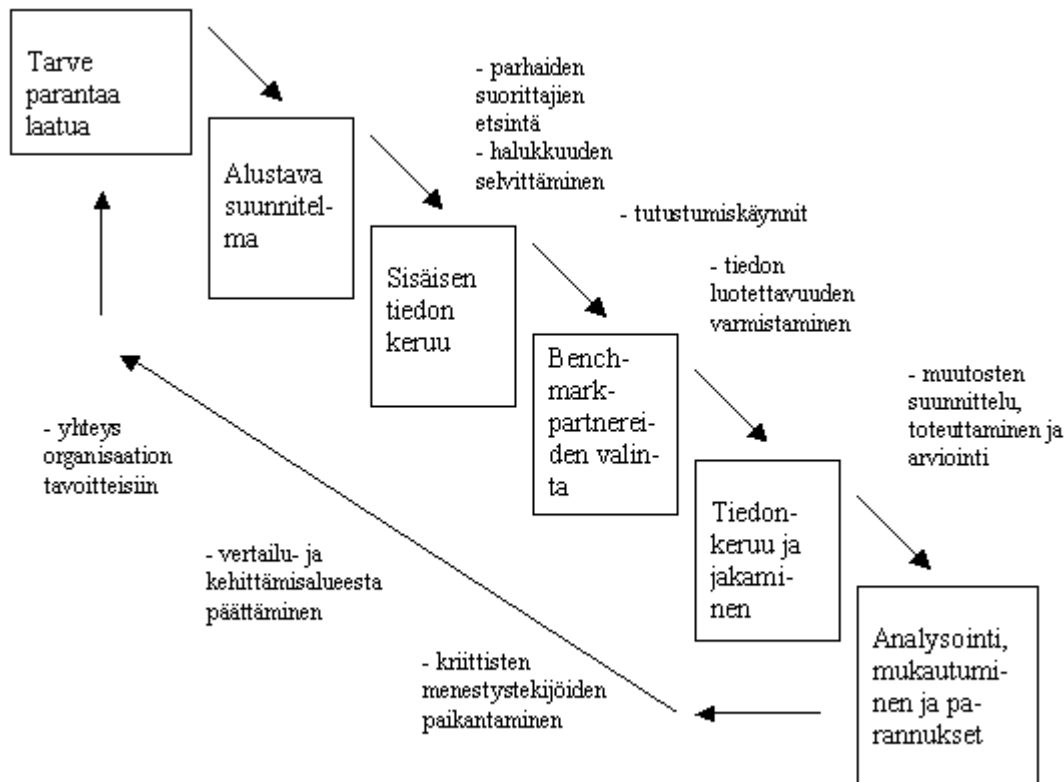 Tarve
parantaa
laatua
- parhaiden
suorittajien
etsintä
- halukkuuden
selvittäminen
Alustava
suunnitel-
ma
- tutustumiskäynnit
Sisäisen
tiedon
keruu
- tiedon
luotettavuuden
varmistaminen
Bench-
mark-
partnerei-
den valin-
ta
- muutosten
suunnittelu,
toteuttaminen ja
arviointi
- yhteys
organisaation
tavoitteisiin
Tiedon-
keruu ja
jakami-
nen
- vertailu- ja
kehittämisalueesta
päättäminen
- kriittisten
menestystekijöiden
paikantaminen
Analysointi,
mukautumi-
nen ja pa-
rannukset